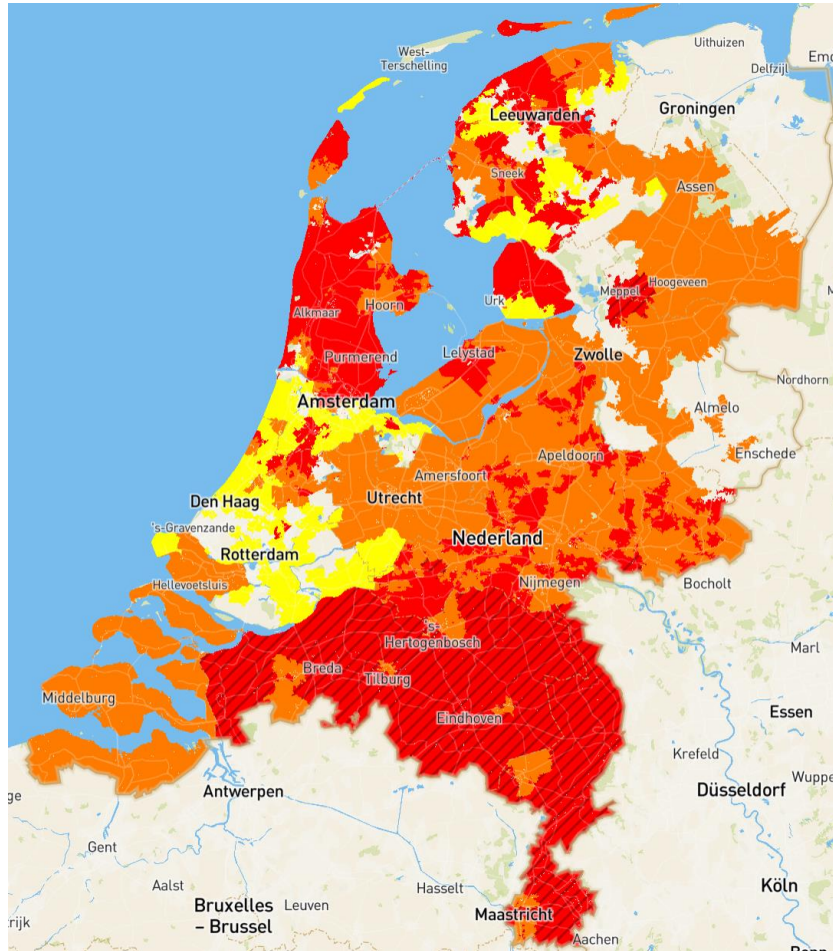 Uithuizen
West-
Terschelling
Delfzijl
Emd
Leeuwarden
Groningen
Sneek
Assen
Urk
Meppel
Hoogeveen
Hoorn
Alkmaar
Purmerend
Lelystad
Zwolle
Nordhorn
Amsterdam
Almelo
Enschede
Apeldoorn
Amersfoort
Utrecht
Den Haag
's-Gravenzande
Rotterdam
Nederland
Hellevoetsluis
Nijmegen
Bocholt
's-
Hertogenbosch
Marl
Breda
Tilburg
Middelburg
Eindhoven
Essen
Krefeld
Antwerpen
Düsseldorf
Wuppe
ge
Gent
Aalst
Hasselt
Köln
Bruxelles
– Brussel
Leuven
Maastricht
Aachen
rijk